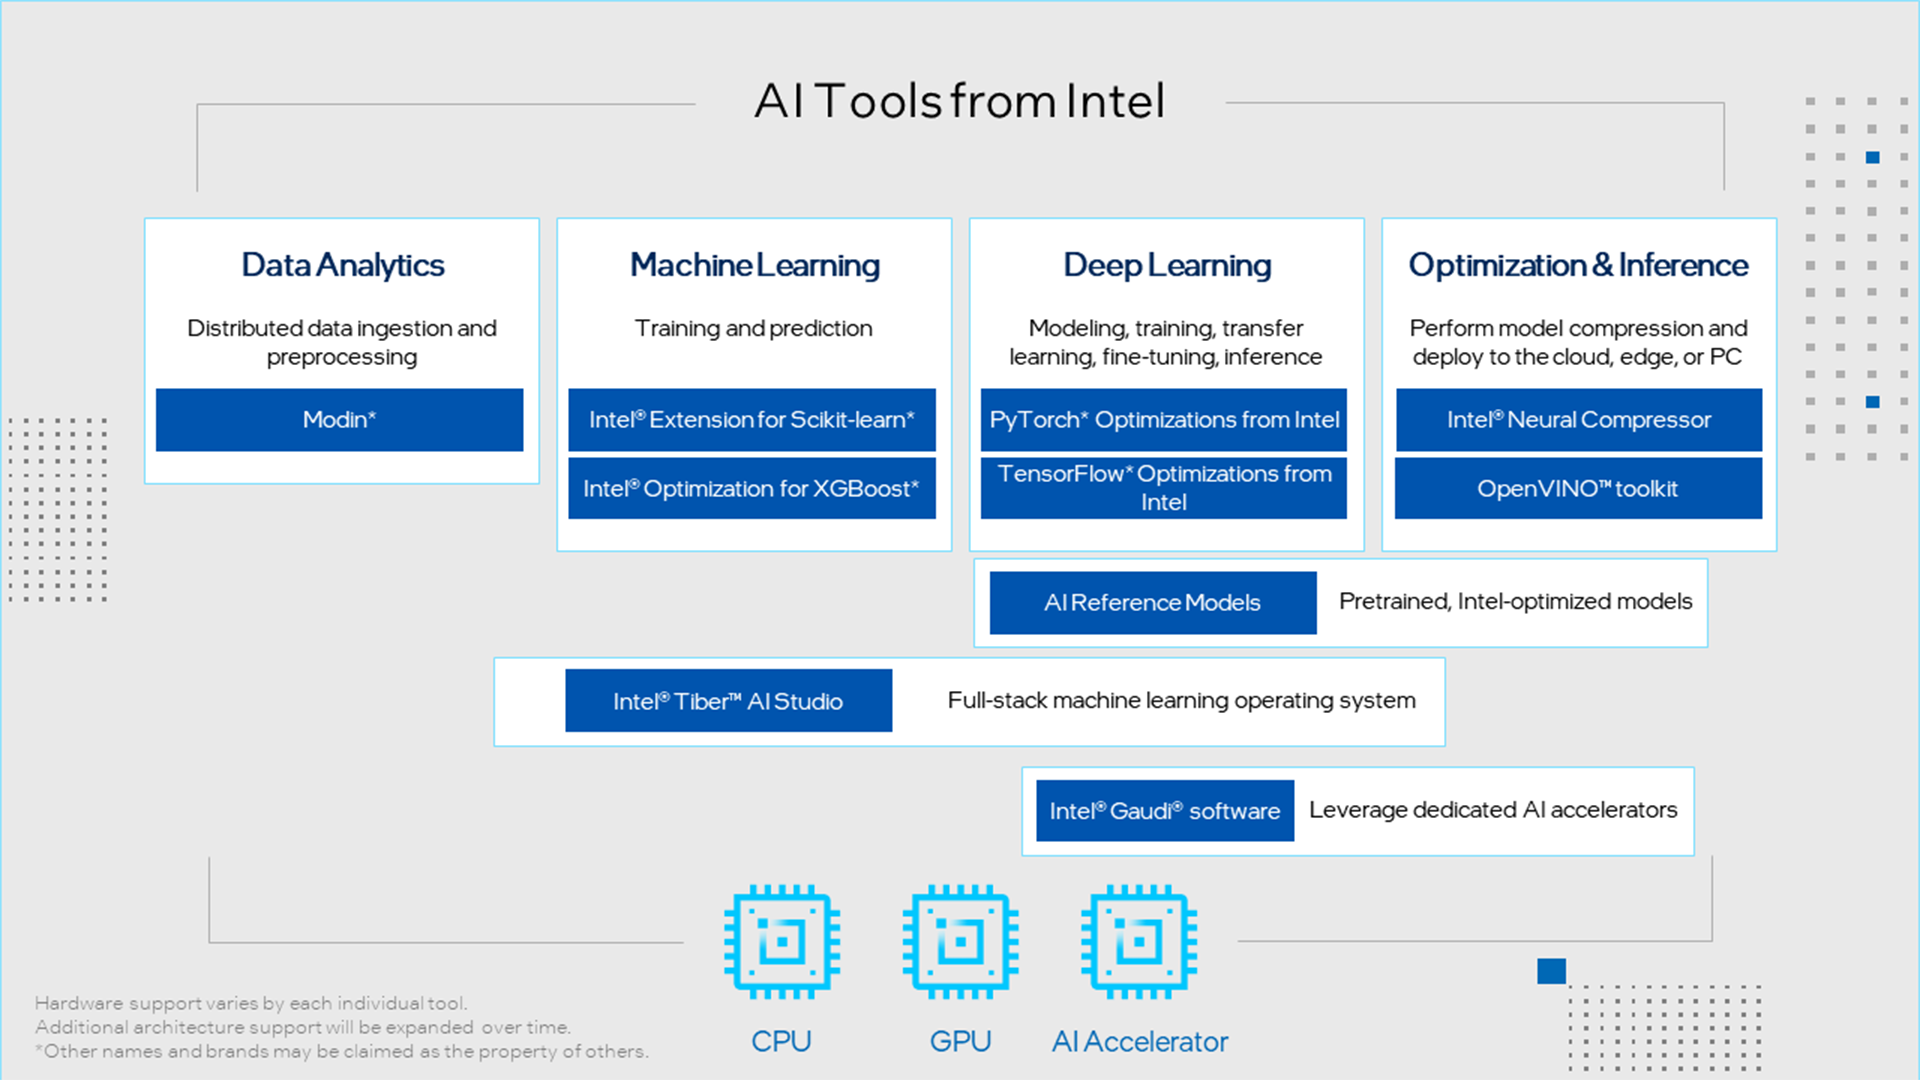 AI Tools from Intel
Data Analytics
Distributed data ingestion and
preprocessing
Modin*
Machine Learning
Training and prediction
Intel® Extension for Scikit-learn*
Intel® Optimization for XGBoost*
Deep Learning
Modeling, training, transfer
learning, fine-tuning, inference
PyTorch* Optimizations from Intel
TensorFlow* Optimizations from
Intel
Optimization & Inference
Perform model compression and
deploy to the cloud, edge, or PC
Intel® Neural Compressor
OpenVINO™ toolkit
AI Reference Models
Pretrained, Intel-optimized models
Intel® Tiber™ AI Studio
Full-stack machine learning operating system
Intel® Gaudi® software
Leverage dedicated AI accelerators
CPU
GPU
AI Accelerator
Hardware support varies by each individual tool.
Additional architecture support will be expanded over time.
*Other names and brands may be claimed as the property of others.